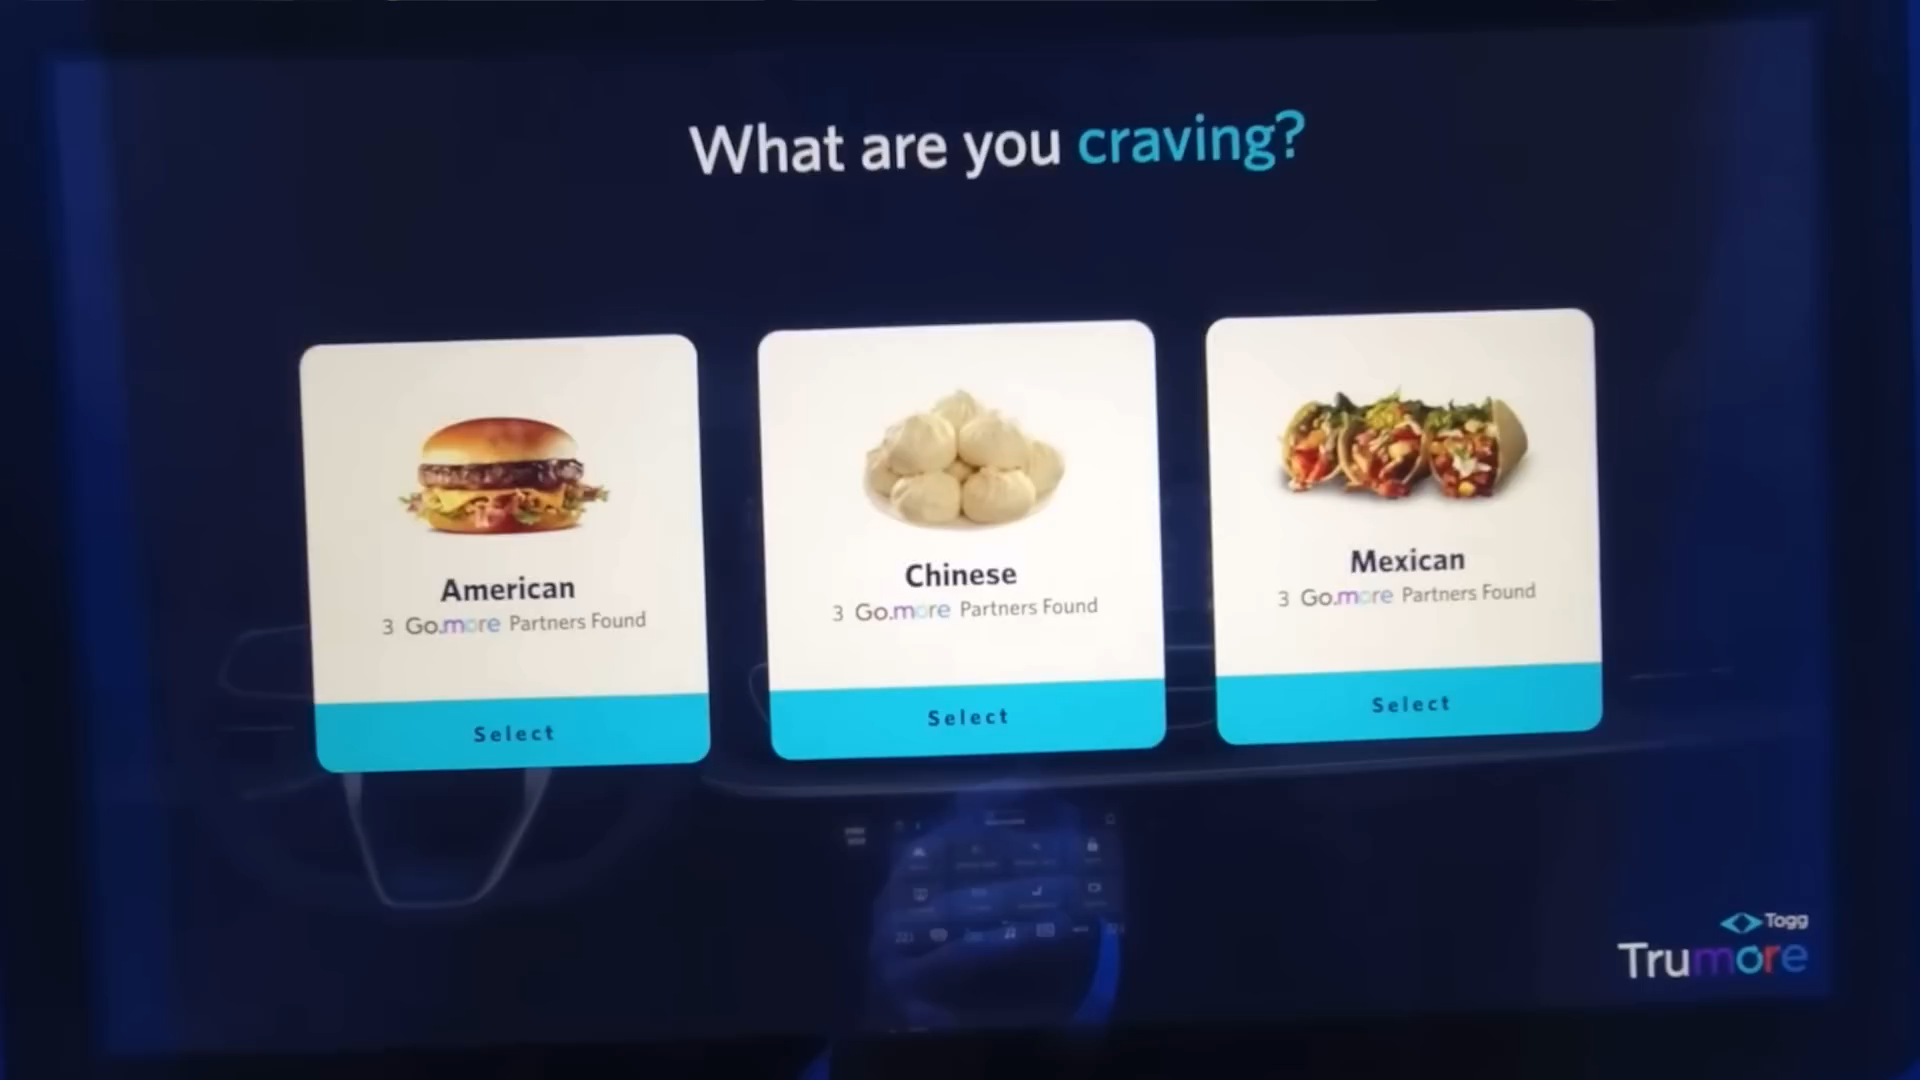 What are you craving?
American
3 Go.more Partners Found
Select
Chinese
3 Go.more Partners Found
Select
Mexican
3 Go.more Partners Found
Select
Togg
Trumore